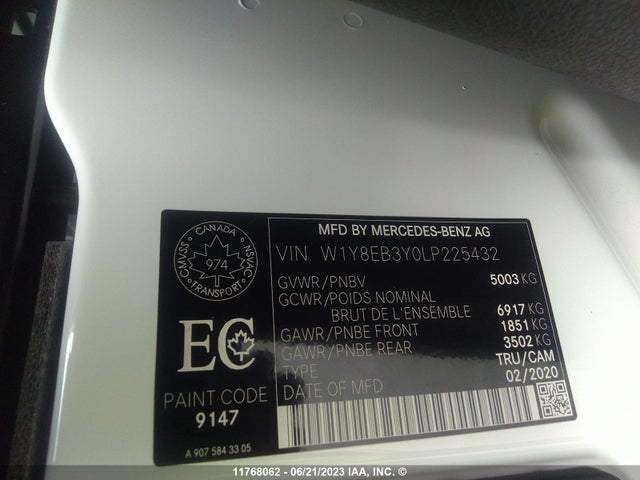 MFD BY MERCEDES-BENZ AG
CANADA
CMVSS NSVAC
974
TRANSPORT
VIN W1Y8EB3Y0LP225432
GVWR/PNBV 5003 KG
GCWR/POIDS NOMINAL
BRUT DE L'ENSEMBLE 6917 KG
GAWR/PNBE FRONT 1851 KG
GAWR/PNBE REAR 3502 KG
TYPE TRU/CAM
DATE OF MFD 02/2020
EC
PAINT CODE
9147
A 907 584 33 05
11768062 - 06/21/2023 IAA, INC. ©